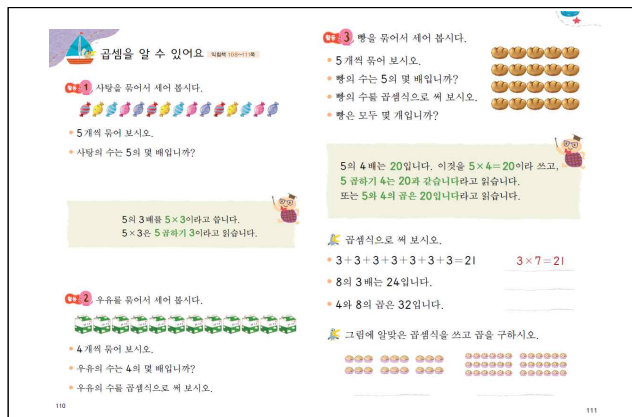 곱셈을 알 수 있어요 익힘책 108~111쪽
활동 1 사탕을 묶어서 세어 봅시다.
5개씩 묶어 보시오.
사탕의 수는 5의 몇 배입니까?
5의 3배를 5×3이라고 씁니다.
5×3은 5 곱하기 3이라고 읽습니다.
활동 2 우유를 묶어서 세어 봅시다.
4개씩 묶어 보시오.
우유의 수는 4의 몇 배입니까?
우유의 수를 곱셈식으로 써 보시오.
110
활동 3 빵을 묶어서 세어 봅시다.
5개씩 묶어 보시오.
빵의 수는 5의 몇 배입니까?
빵의 수를 곱셈식으로 써 보시오.
빵은 모두 몇 개입니까?
5의 4배는 20입니다. 이것을 5×4=20이라 쓰고,
5 곱하기 4는 20과 같습니다라고 읽습니다.
또는 5와 4의 곱은 20입니다라고 읽습니다.
곱셈식으로 써 보시오.
3+3+3+3+3+3+3=21 3×7=21
8의 3배는 24입니다.
4와 8의 곱은 32입니다.
그림에 알맞은 곱셈식을 쓰고 곱을 구하시오.
111